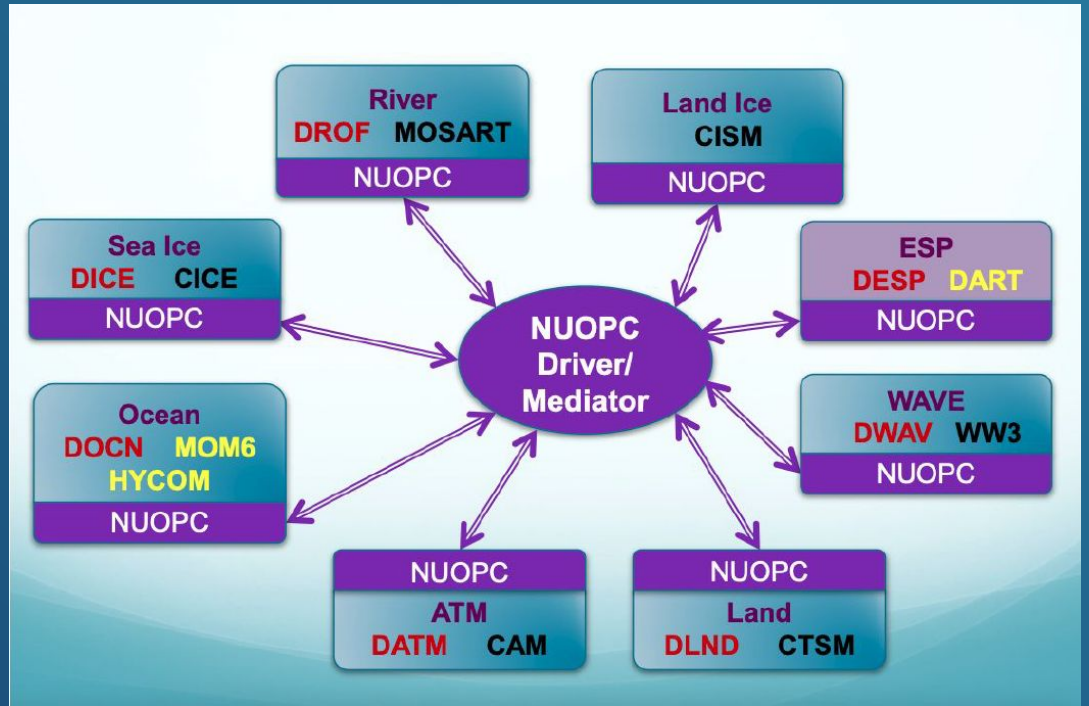 River
DROF MOSART
NUOPC
Land Ice
CISM
NUOPC
Sea Ice
DICE CICE
NUOPC
ESP
DESP DART
NUOPC
NUOPC
Driver/
Mediator
Ocean
DOCN MOM6
HYCOM
NUOPC
WAVE
DWAV WW3
NUOPC
NUOPC
ATM
DATM CAM
NUOPC
Land
DLND CTSM